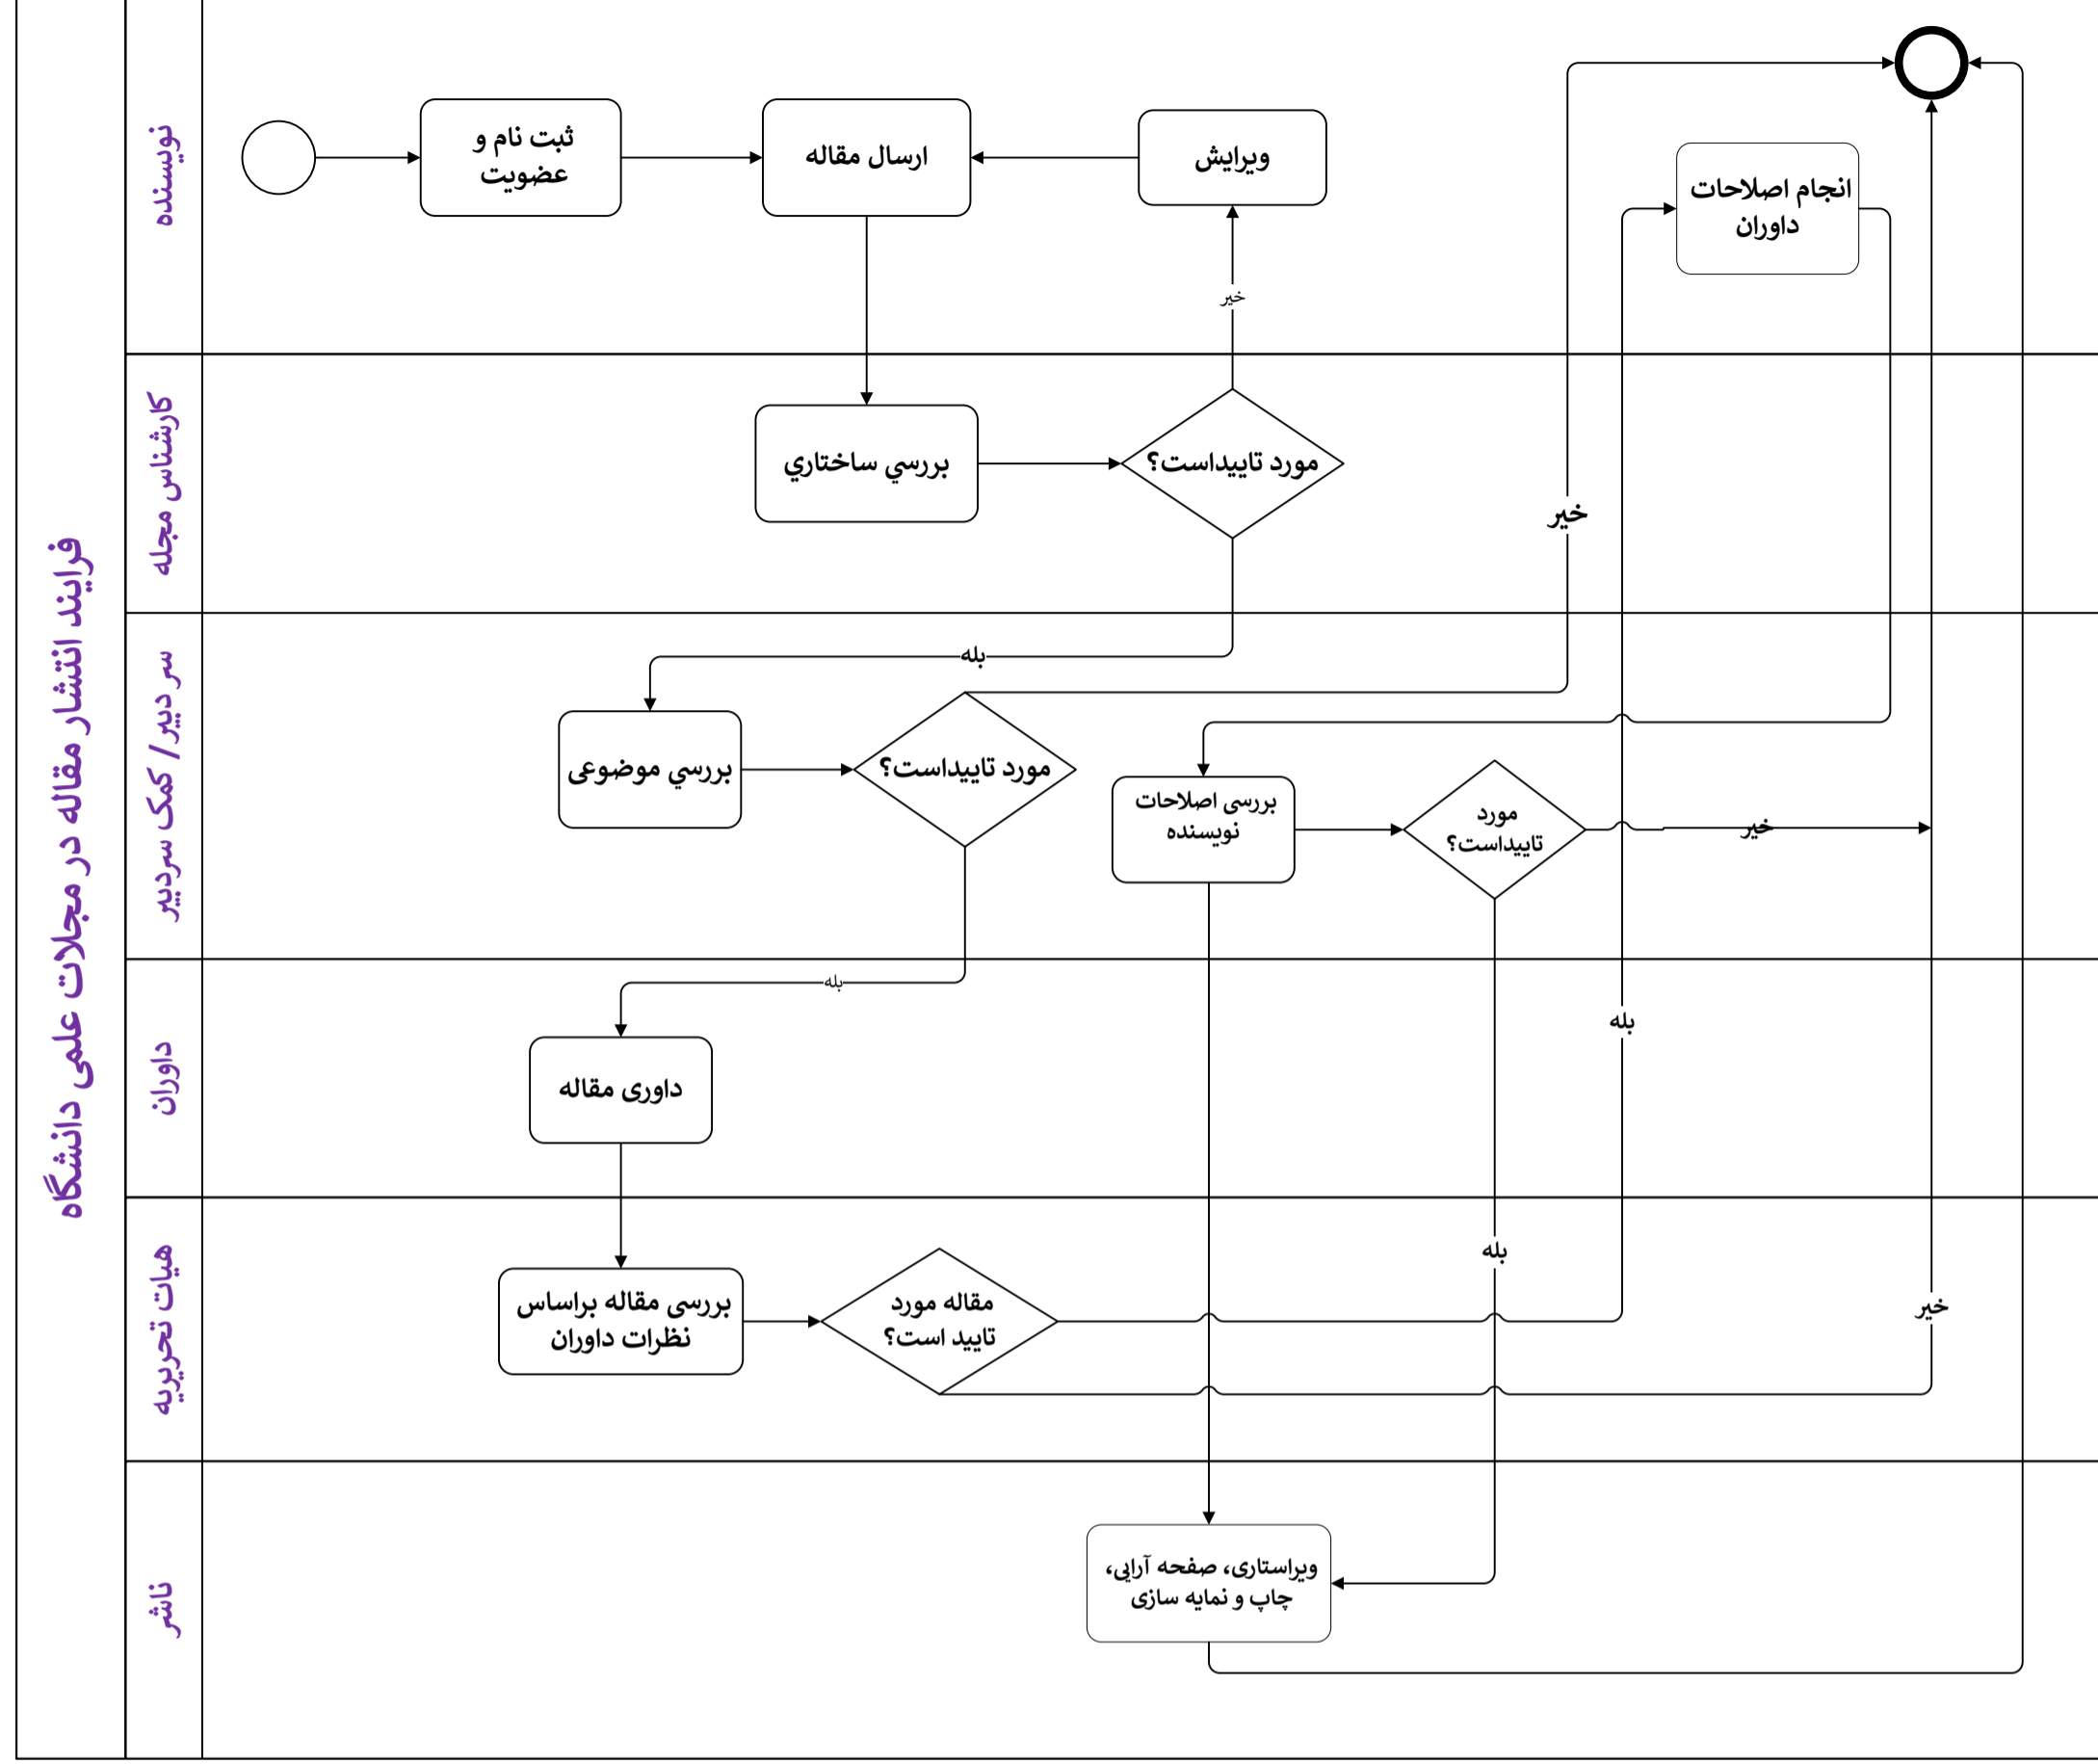 فرایند انتشار مقاله در مجلات علمی دانشگاه
نویسنده
ثبت نام و
عضویت
ارسال مقاله
ویرایش
انجام اصلاحات
داوران
خیر
کارشناس مجله
بررسي ساختاري
مورد تاییداست؟
خیر
سر دبیر/ کمک سردبیر
بله
بررسي موضوعی
مورد تاییداست؟
بررسی اصلاحات
نویسنده
مورد
تاییداست؟
خیر
داوران
بله
بله
داوری مقاله
هیات تحریریه
بله
بررسی مقاله براساس
نظرات داوران
مقاله مورد
تایید است؟
خیر
ناشر
ویراستاری، صفحه آرایی،
چاپ و نمایه سازی